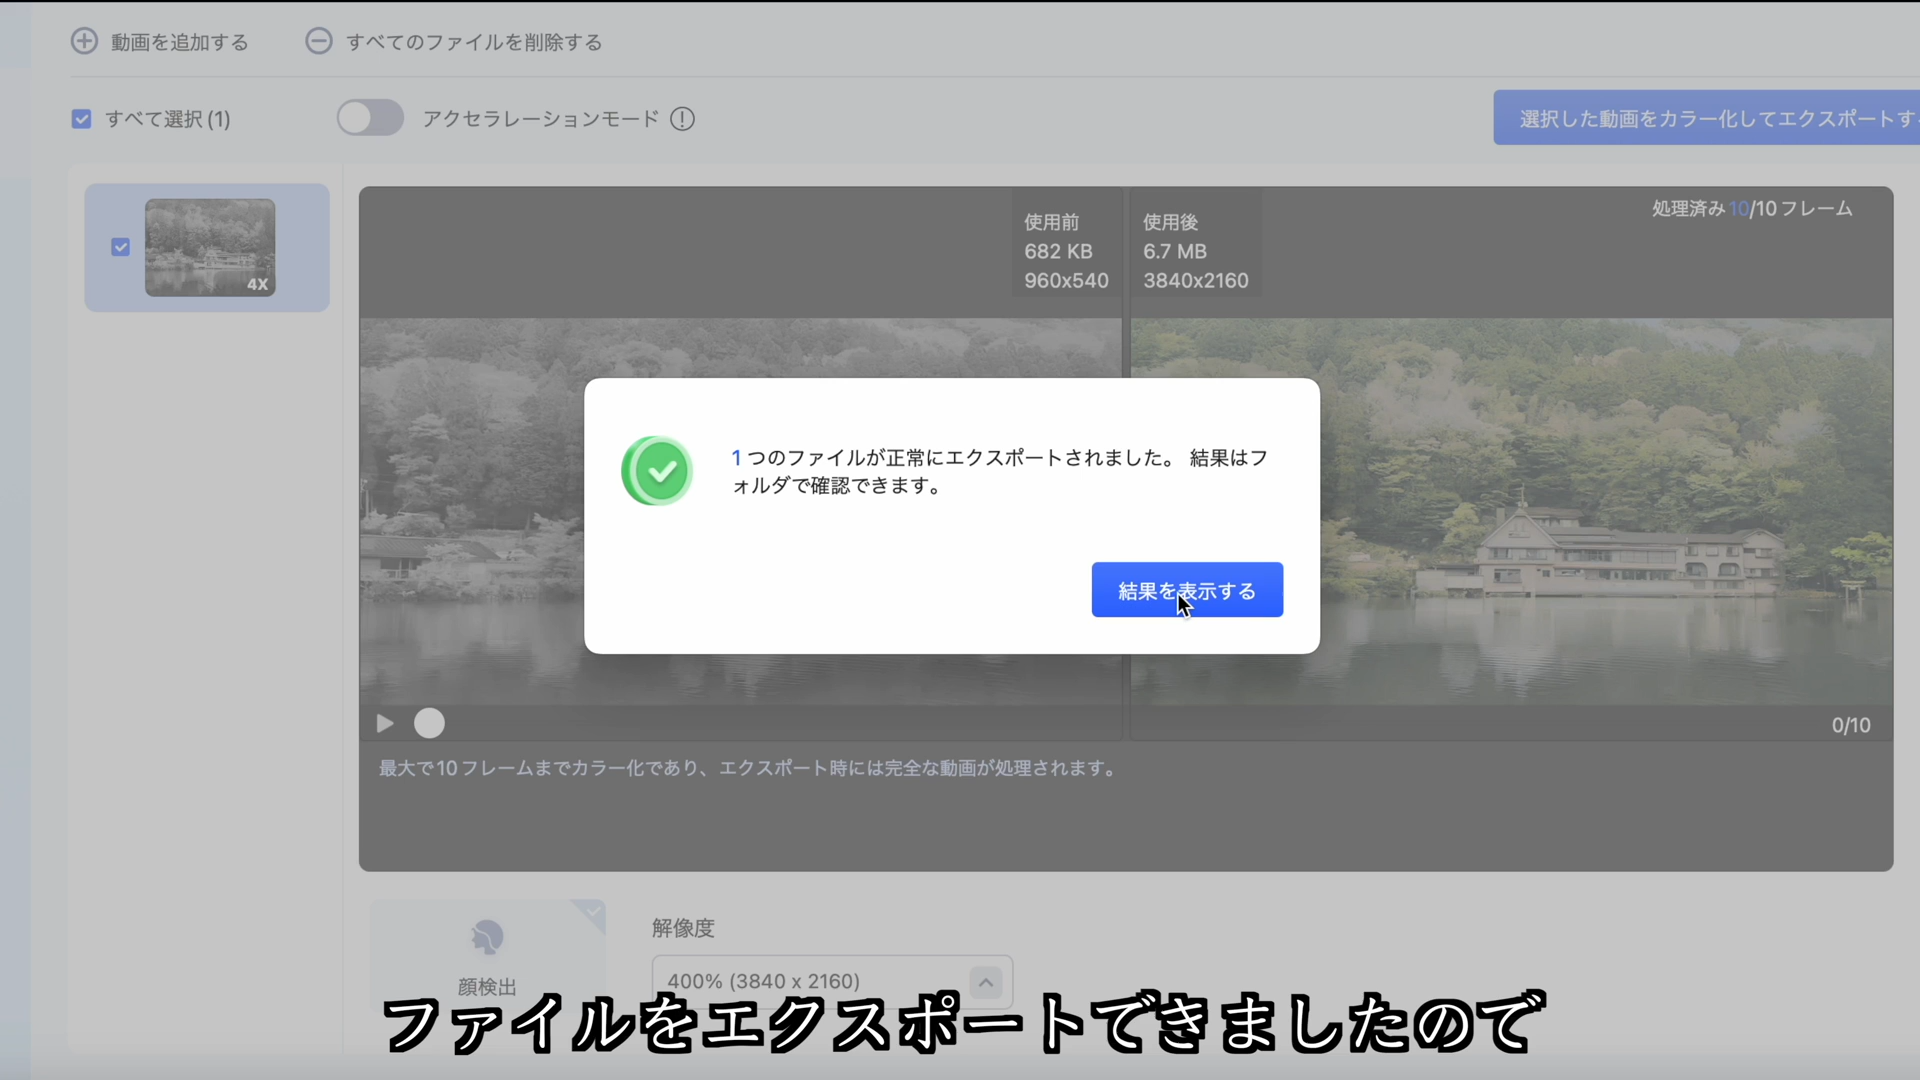 動画を追加する
すべてのファイルを削除する
すべて選択 (1)
アクセラレーションモード
選択した動画をカラー化してエクスポートす
4X
使用前
682 KB
960x540
使用後
6.7 MB
3840x2160
処理済み 10/10 フレーム
1 つのファイルが正常にエクスポートされました。 結果はフ
ォルダで確認できます。
結果を表示する
0/10
最大で10 フレームまでカラー化であり、エクスポート時には完全な動画が処理されます。
顔検出
解像度
400% (3840 x 2160)
ファイルをエクスポートできましたので